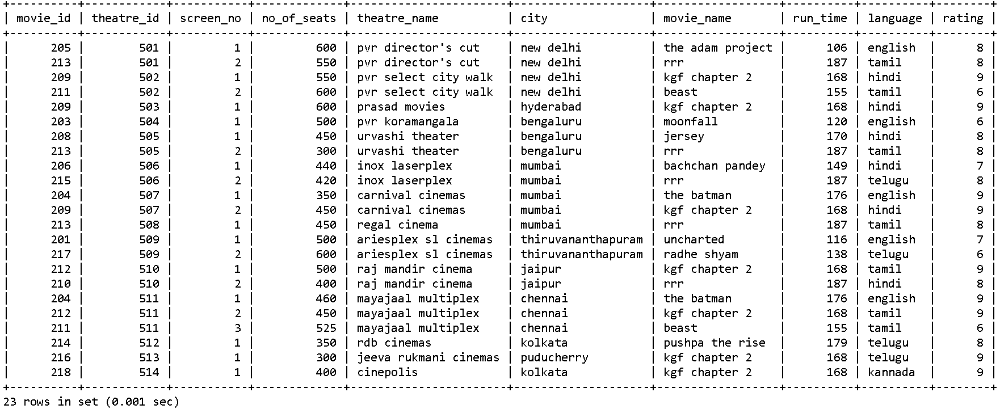 +----------+------------+-----------+-------------+-----------------------+--------------------+------------------+----------+----------+--------+
| movie_id | theatre_id | screen_no | no_of_seats | theatre_name          | city               | movie_name       | run_time | language | rating |
+----------+------------+-----------+-------------+-----------------------+--------------------+------------------+----------+----------+--------+
|      205 |        501 |         1 |         600 | pvr director's cut    | new delhi          | the adam project |      106 | english  |      8 |
|      213 |        501 |         2 |         550 | pvr director's cut    | new delhi          | rrr              |      187 | tamil    |      8 |
|      209 |        502 |         1 |         550 | pvr select city walk  | new delhi          | kgf chapter 2    |      168 | hindi    |      9 |
|      211 |        502 |         2 |         600 | pvr select city walk  | new delhi          | beast            |      155 | tamil    |      6 |
|      209 |        503 |         1 |         600 | prasad movies         | hyderabad          | kgf chapter 2    |      168 | hindi    |      9 |
|      203 |        504 |         1 |         500 | pvr koramangala       | bengaluru          | moonfall         |      120 | english  |      6 |
|      208 |        505 |         1 |         450 | urvashi theater       | bengaluru          | jersey           |      170 | hindi    |      8 |
|      213 |        505 |         2 |         300 | urvashi theater       | bengaluru          | rrr              |      187 | tamil    |      8 |
|      206 |        506 |         1 |         440 | inox laserplex        | mumbai             | bachchan pandey  |      149 | hindi    |      7 |
|      215 |        506 |         2 |         420 | inox laserplex        | mumbai             | rrr              |      187 | telugu   |      8 |
|      204 |        507 |         1 |         350 | carnival cinemas      | mumbai             | the batman       |      176 | english  |      9 |
|      209 |        507 |         2 |         450 | carnival cinemas      | mumbai             | kgf chapter 2    |      168 | hindi    |      9 |
|      213 |        508 |         1 |         450 | regal cinema          | mumbai             | rrr              |      187 | tamil    |      8 |
|      201 |        509 |         1 |         500 | ariesplex sl cinemas  | thiruvananthapuram | uncharted        |      116 | english  |      7 |
|      217 |        509 |         2 |         600 | ariesplex sl cinemas  | thiruvananthapuram | radhe shyam      |      138 | telugu   |      6 |
|      212 |        510 |         1 |         500 | raj mandir cinema     | jaipur             | kgf chapter 2    |      168 | tamil    |      9 |
|      210 |        510 |         2 |         400 | raj mandir cinema     | jaipur             | rrr              |      187 | hindi    |      8 |
|      204 |        511 |         1 |         460 | mayajaal multiplex    | chennai            | the batman       |      176 | english  |      9 |
|      212 |        511 |         2 |         450 | mayajaal multiplex    | chennai            | kgf chapter 2    |      168 | tamil    |      9 |
|      211 |        511 |         3 |         525 | mayajaal multiplex    | chennai            | beast            |      155 | tamil    |      6 |
|      214 |        512 |         1 |         350 | rdb cinemas           | kolkata            | pushpa the rise  |      179 | telugu   |      8 |
|      216 |        513 |         1 |         300 | jeeva rukmani cinemas | puducherry         | kgf chapter 2    |      168 | telugu   |      9 |
|      218 |        514 |         1 |         400 | cinepolis             | kolkata            | kgf chapter 2    |      168 | kannada  |      9 |
+----------+------------+-----------+-------------+-----------------------+--------------------+------------------+----------+----------+--------+
23 rows in set (0.001 sec)